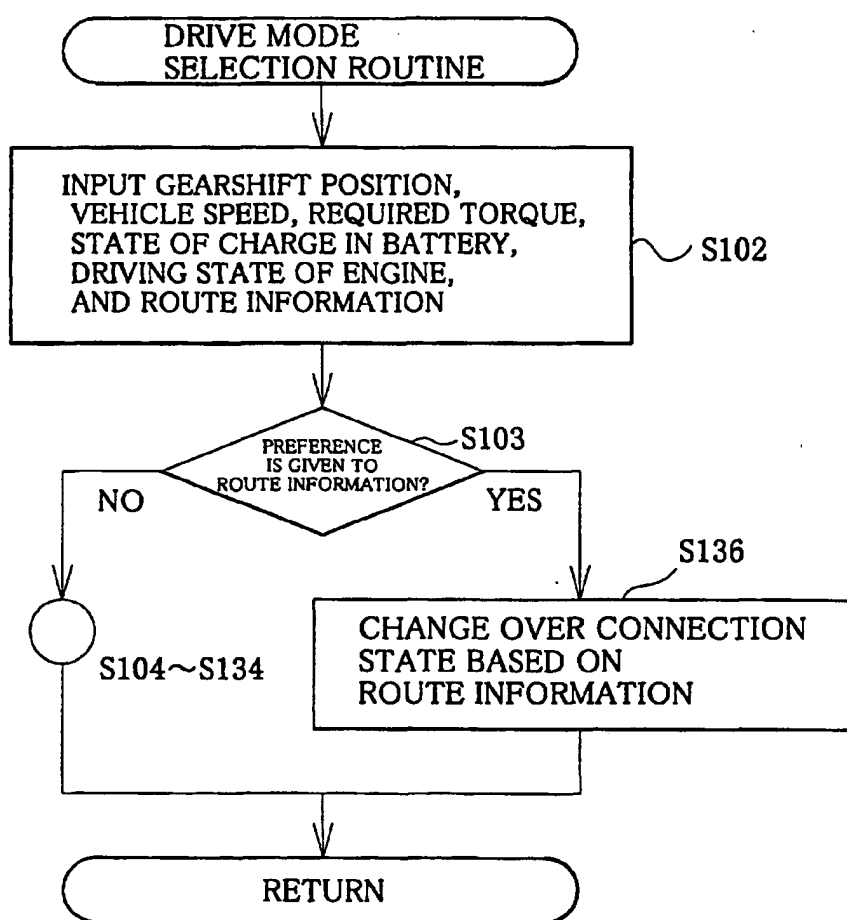 DRIVE MODE
SELECTION ROUTINE
INPUT GEARSHIFT POSITION,
VEHICLE SPEED, REQUIRED TORQUE,
STATE OF CHARGE IN BATTERY,
DRIVING STATE OF ENGINE,
AND ROUTE INFORMATION
S102
PREFERENCE
IS GIVEN TO
ROUTE INFORMATION?
S103
NO
YES
S104~S134
S136
CHANGE OVER CONNECTION
STATE BASED ON
ROUTE INFORMATION
RETURN